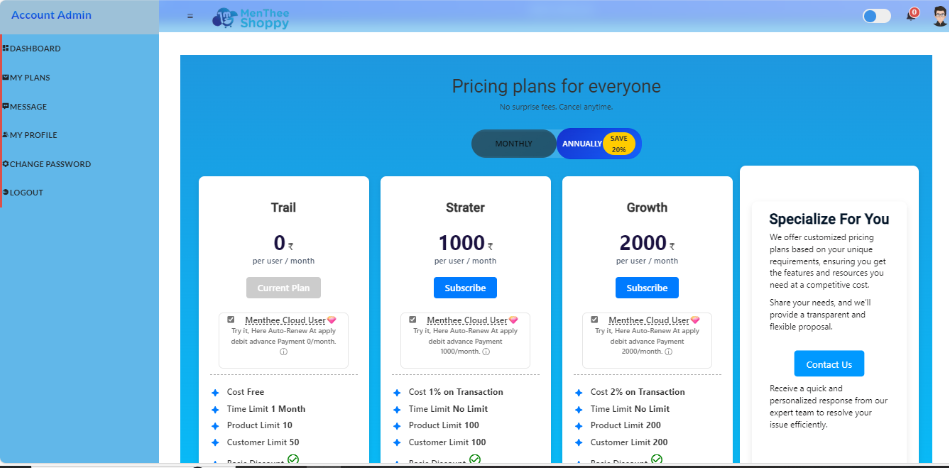 Account Admin
MenThee
Shoppy
0
DASHBOARD
MY PLANS
MESSAGE
MY PROFILE
CHANGE PASSWORD
LOGOUT
Pricing plans for everyone
No surprise fees. Cancel anytime.
MONTHLY
ANNUALLY
SAVE
20%
Trail
0 ₹
per user / month
Current Plan
Menthee Cloud User
Try it, Here Auto-Renew At apply
debit advance Payment 0/month.
Cost Free
Time Limit 1 Month
Product Limit 10
Customer Limit 50
Basic Discount
Strater
1000 ₹
per user / month
Subscribe
Menthee Cloud User
Try it, Here Auto-Renew At apply
debit advance Payment
1000/month.
Cost 1% on Transaction
Time Limit No Limit
Product Limit 100
Customer Limit 100
Basic Discount
Growth
2000 ₹
per user / month
Subscribe
Menthee Cloud User
Try it, Here Auto-Renew At apply
debit advance Payment
2000/month.
Cost 2% on Transaction
Time Limit No Limit
Product Limit 200
Customer Limit 200
Basic Discount
Specialize For You
We offer customized pricing
plans based on your unique
requirements, ensuring you get
the features and resources you
need at a competitive cost.
Share your needs, and we'll
provide a transparent and
flexible proposal.
Contact Us
Receive a quick and
personalized response from our
expert team to resolve your
issue efficiently.